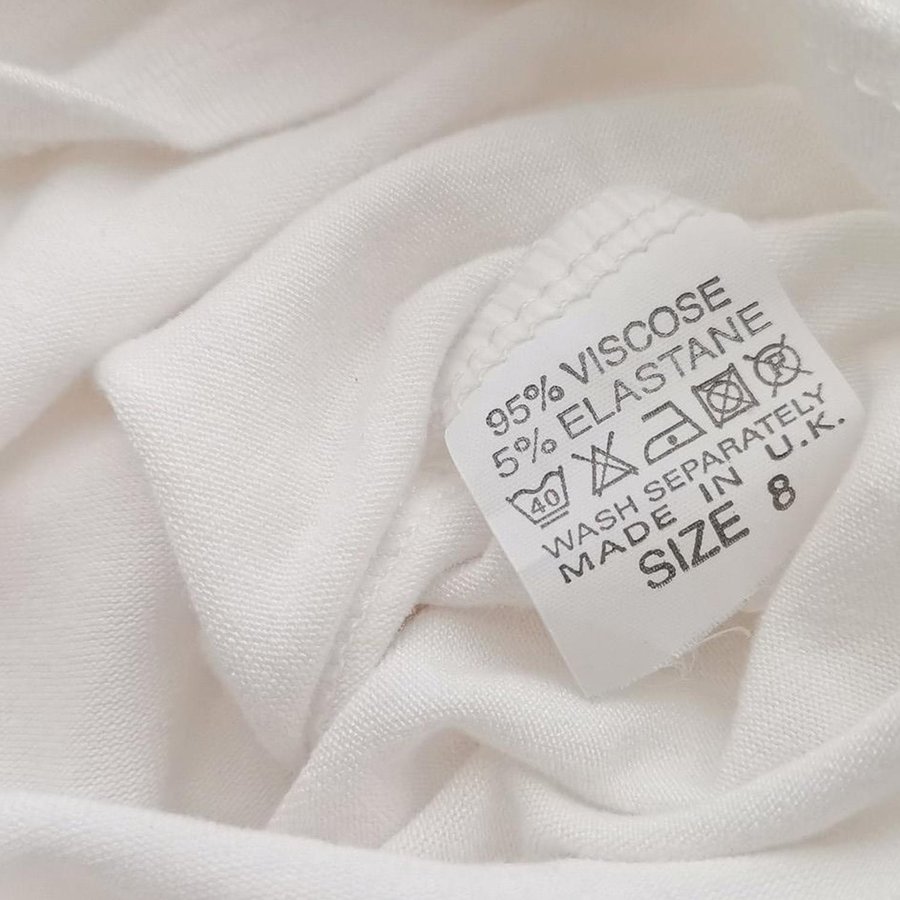 95% VISCOSE
5% ELASTANE
40 P
WASH SEPARATELY
MADE IN U.K.
SIZE 8